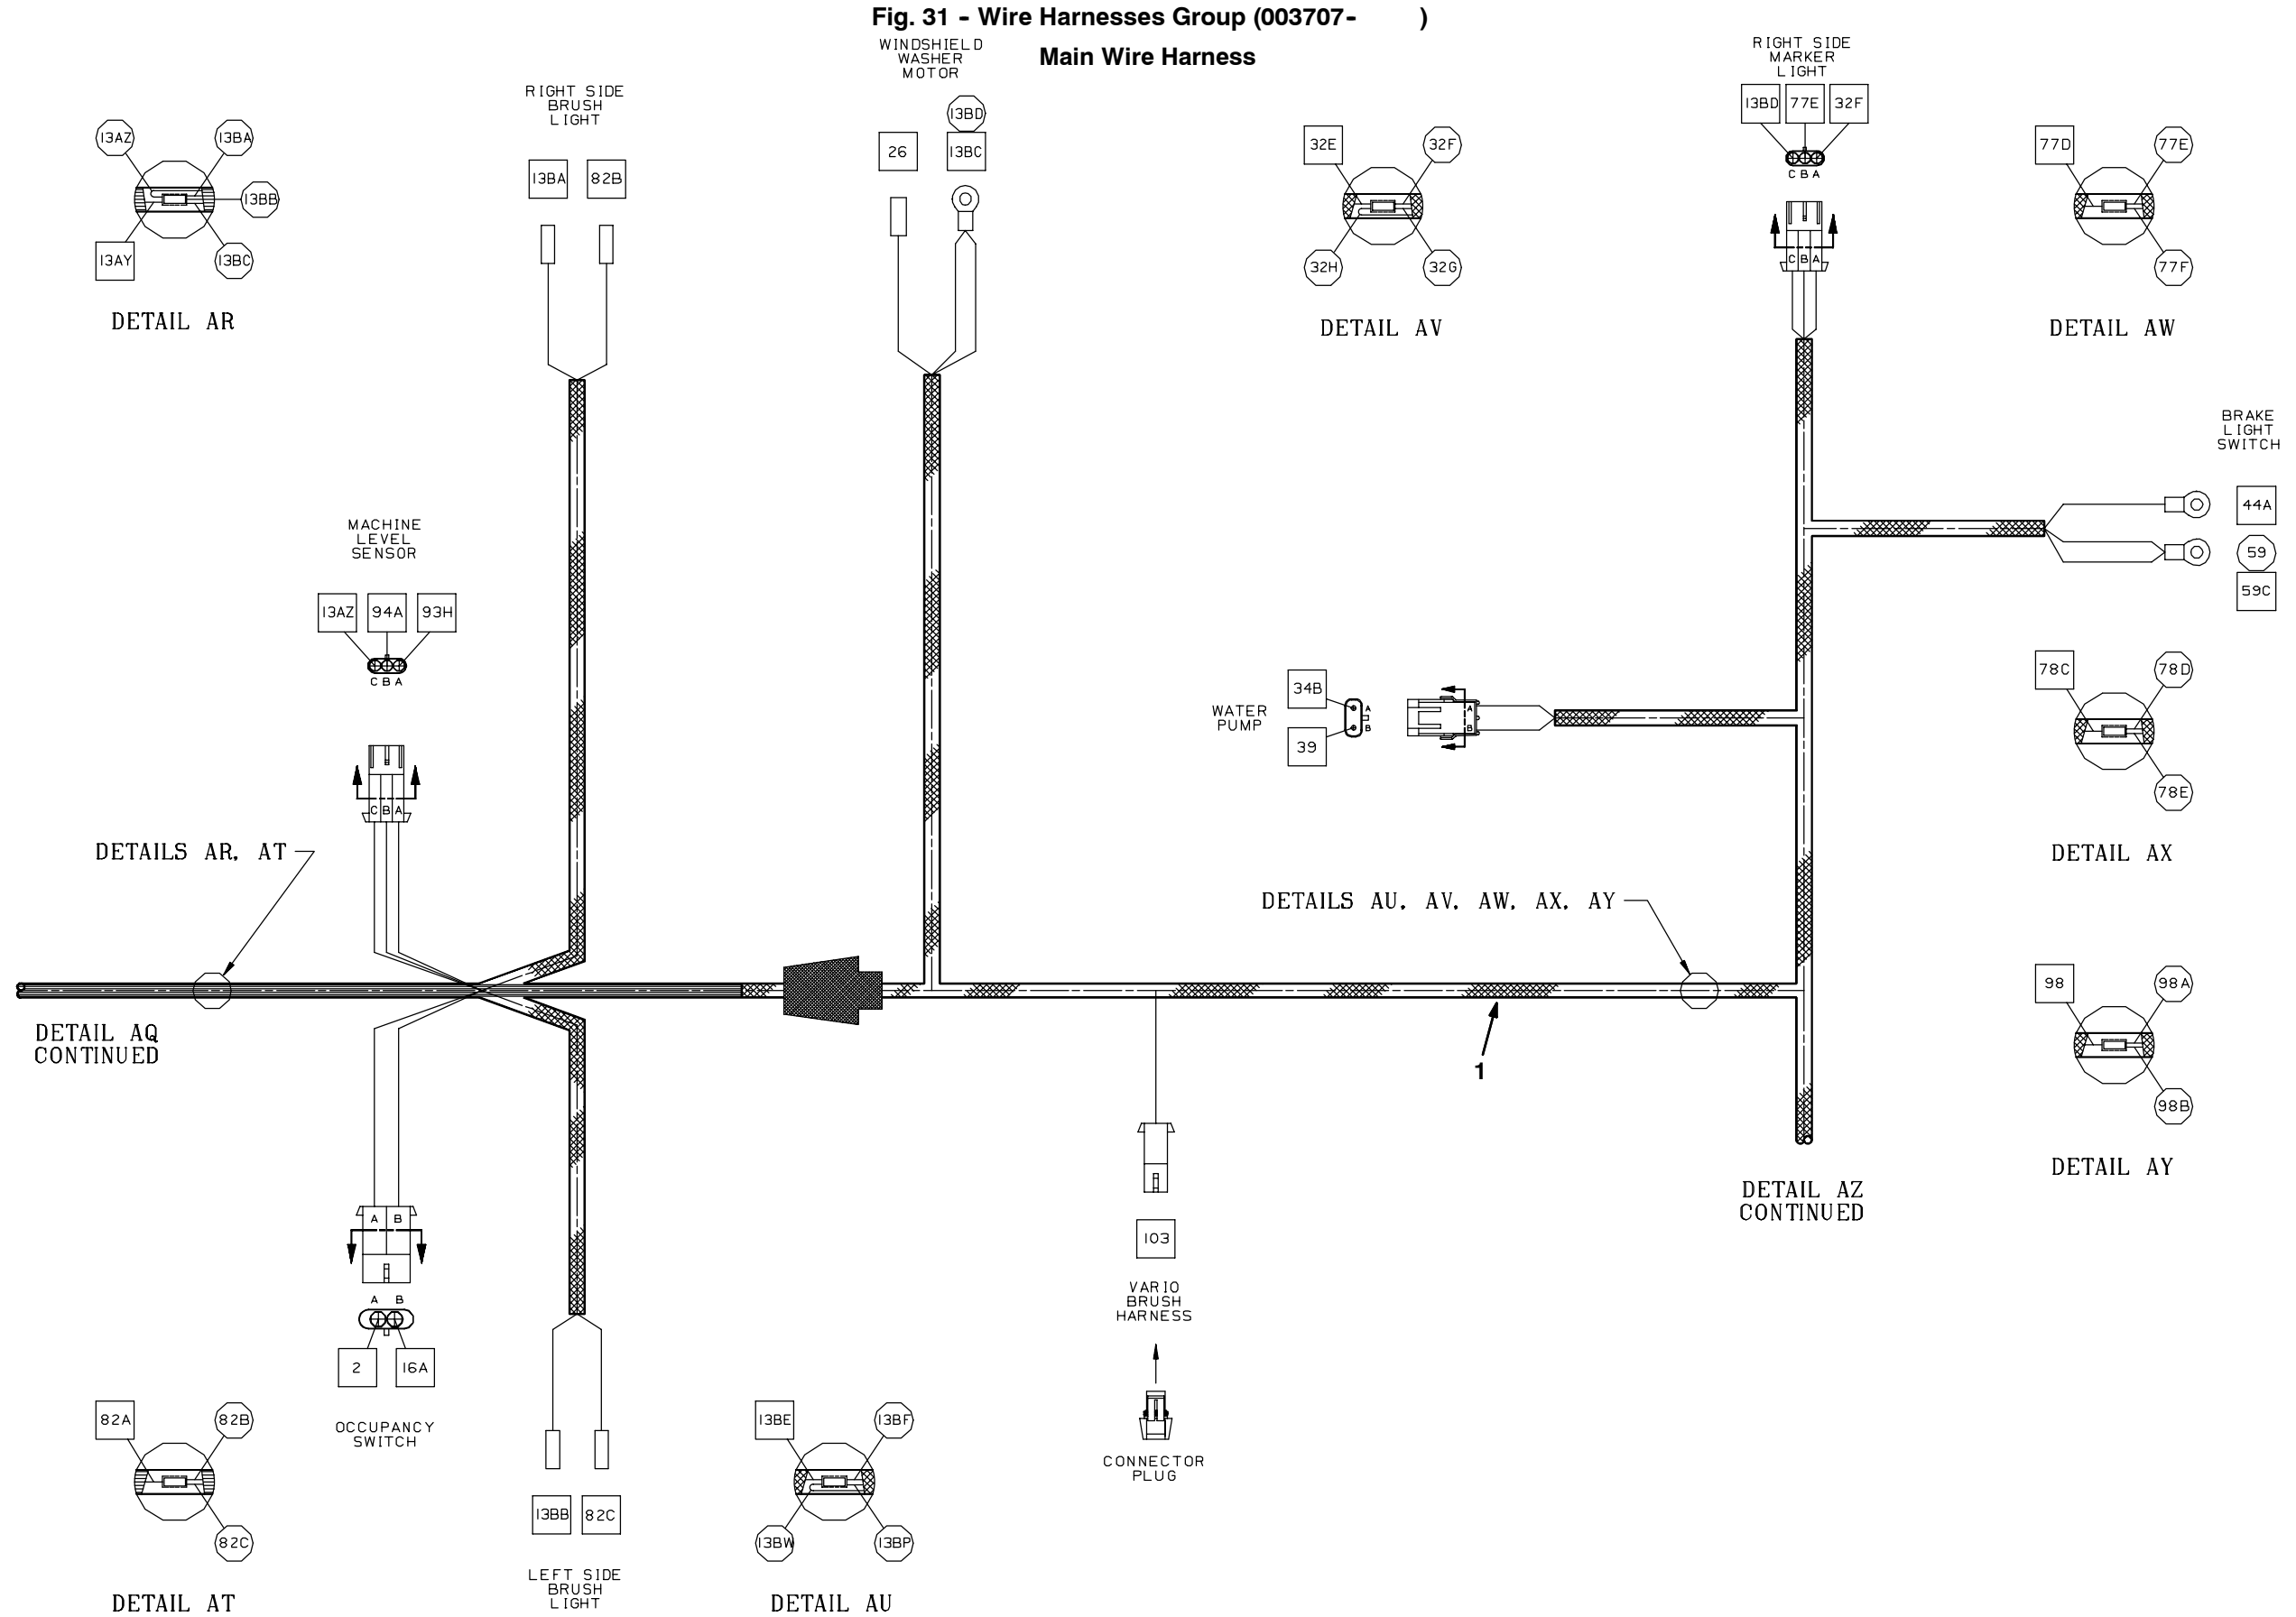 Fig. 31 - Wire Harnesses Group (003707-        )
Main Wire Harness
13AZ
13BA
13BB
13AY
13BC
DETAIL AR
RIGHT SIDE
BRUSH
LIGHT
13BA
82B
WINDSHIELD
WASHER
MOTOR
26
13BD
13BC
32E
32F
32H
32G
DETAIL AV
RIGHT SIDE
MARKER
LIGHT
13BD
77E
32F
C B A
C B A
77D
77E
77F
DETAIL AW
BRAKE
LIGHT
SWITCH
44A
59
59C
MACHINE
LEVEL
SENSOR
13AZ
94A
93H
C B A
C B A
WATER
PUMP
34B
39
A
B
A
B
78C
78D
78E
DETAIL AX
DETAILS AR, AT
DETAILS AU, AV, AW, AX, AY
DETAIL AQ
CONTINUED
1
98
98A
98B
DETAIL AY
DETAIL AZ
CONTINUED
A B
A B
2
16A
OCCUPANCY
SWITCH
103
VARIO
BRUSH
HARNESS
CONNECTOR
PLUG
82A
82B
82C
DETAIL AT
13BB
82C
LEFT SIDE
BRUSH
LIGHT
13BE
13BF
13BW
13BP
DETAIL AU